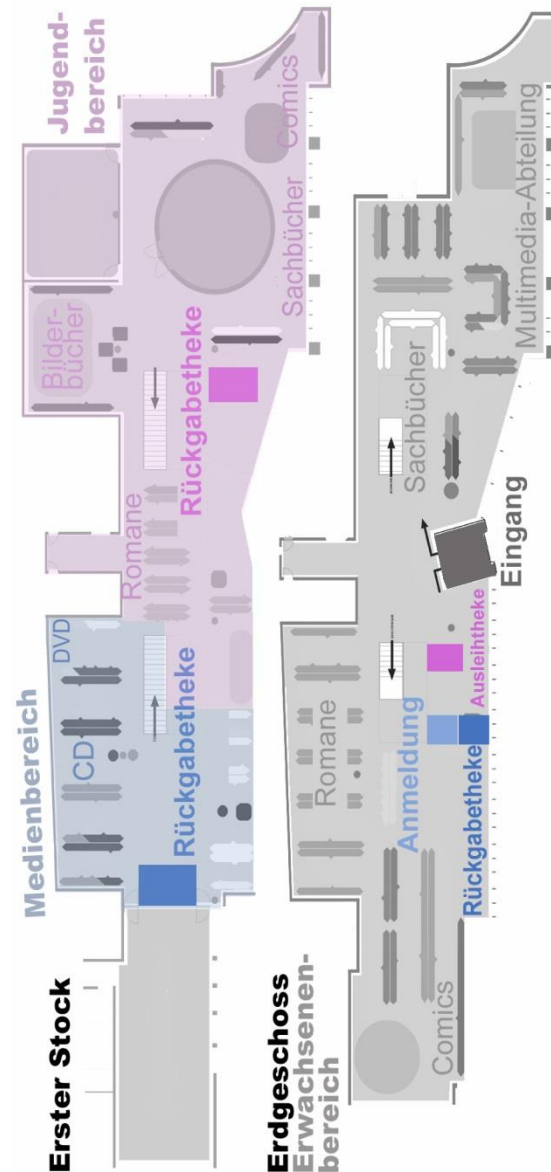 Erster Stock
Medienbereich
DVD
CD
Rückgabetheke
Jugend-
bereich
Bilder-
bücher
Romane
Rückgabetheke
Sachbücher
Comics
Erdgeschoss
Erwachsenen-
bereich
Comics
Romane
Anmeldung
Rückgabetheke
Ausleihtheke
Eingang
Sachbücher
Multimedia-Abteilung